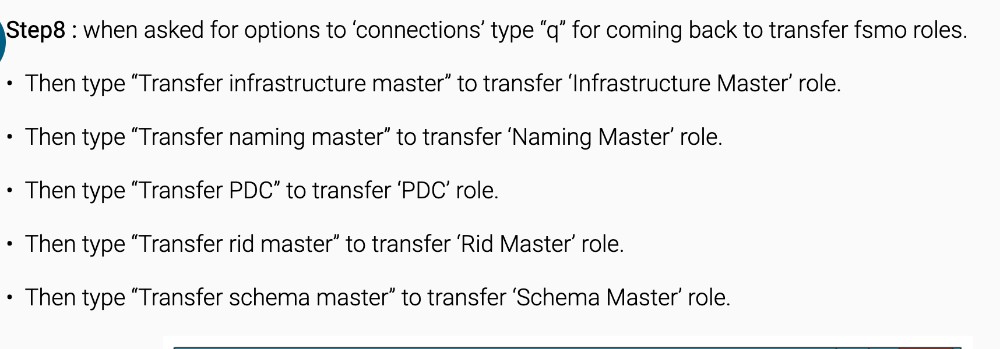 Step8 : when asked for options to ‘connections’ type “q” for coming back to transfer fsmo roles.
• Then type “Transfer infrastructure master” to transfer ‘Infrastructure Master’ role.
• Then type “Transfer naming master” to transfer ‘Naming Master’ role.
• Then type “Transfer PDC” to transfer ‘PDC’ role.
• Then type “Transfer rid master” to transfer ‘Rid Master’ role.
• Then type “Transfer schema master” to transfer ‘Schema Master’ role.